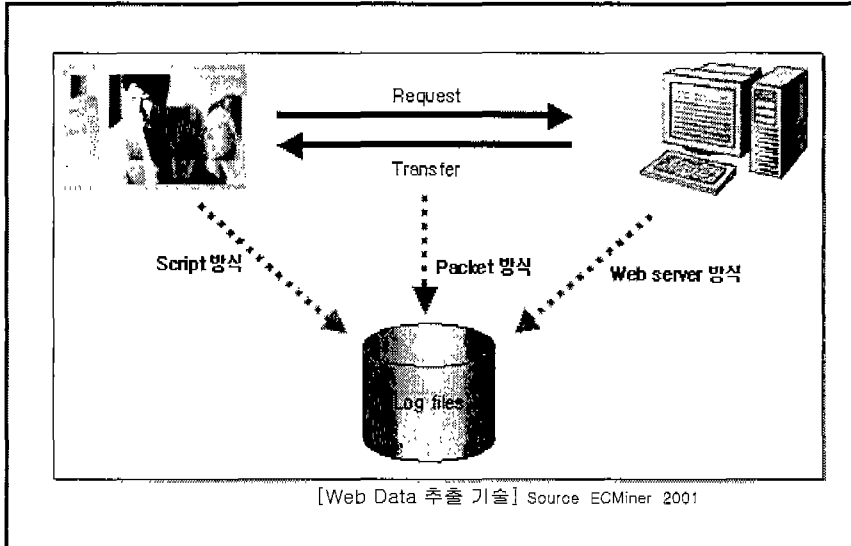 Request
Transfer
Script 방식
Packet 방식
Web server 방식
Log files
[Web Data 추출 기술] Source ECMiner 2001